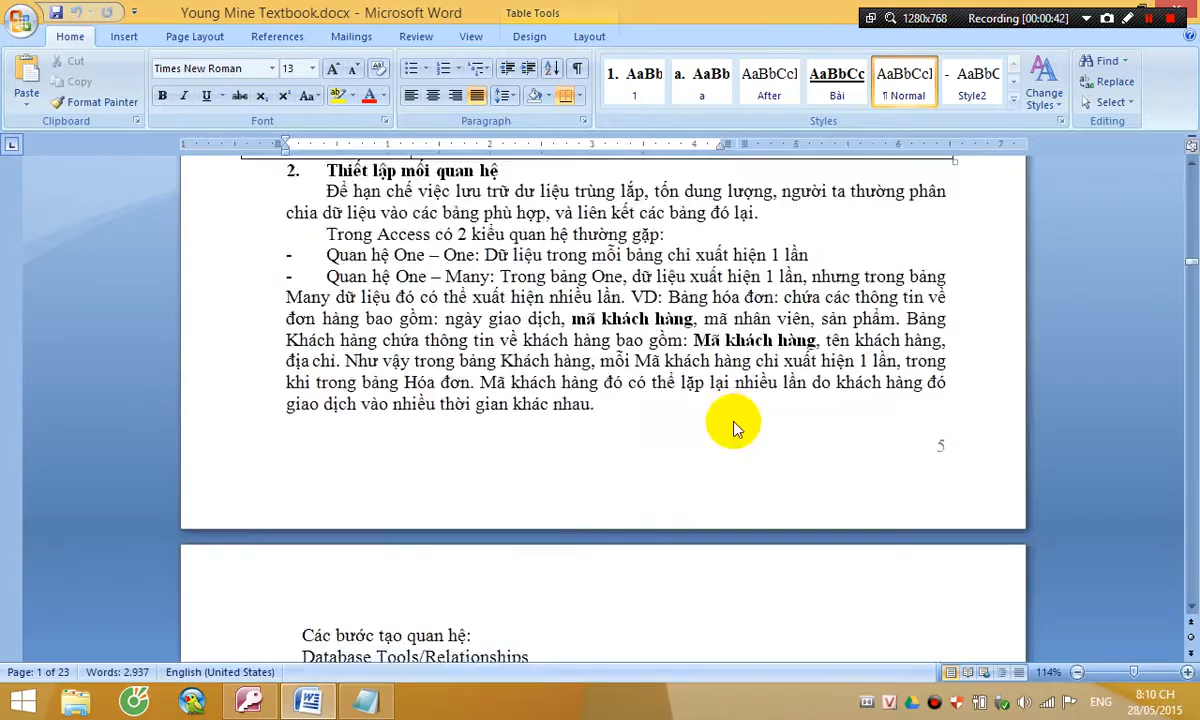 Young Mine Textbook.docx - Microsoft Word
Table Tools
1280x768
Recording [00:00:42]
Home
Insert
Page Layout
References
Mailings
Review
View
Design
Layout
Paste
Cut
Copy
Format Painter
Clipboard
Times New Roman
13
Font
Paragraph
1. AaBb
1
a. AaBb
a
AaBbCcI
After
AaBbCc
Bài
AaBbCcI
¶ Normal
- AaBbC
Style2
Change Styles
Styles
Find
Replace
Select
Editing
2. Thiết lập mối quan hệ
Để hạn chế việc lưu trữ dư liệu trùng lắp, tốn dung lượng, người ta thường phân
chia dữ liệu vào các bảng phù hợp, và liên kết các bảng đó lại.
Trong Access có 2 kiểu quan hệ thường gặp:
- Quan hệ One – One: Dữ liệu trong mỗi bảng chỉ xuất hiện 1 lần
- Quan hệ One – Many: Trong bảng One, dữ liệu xuất hiện 1 lần, nhưng trong bảng
Many dữ liệu đó có thể xuất hiện nhiều lần. VD: Bảng hóa đơn: chứa các thông tin về
đơn hàng bao gồm: ngày giao dịch, mã khách hàng, mã nhân viên, sản phẩm. Bảng
Khách hàng chứa thông tin về khách hàng bao gồm: Mã khách hàng, tên khách hàng,
địa chỉ. Như vậy trong bảng Khách hàng, mỗi Mã khách hàng chỉ xuất hiện 1 lần, trong
khi trong bảng Hóa đơn. Mã khách hàng đó có thể lặp lại nhiều lần do khách hàng đó
giao dịch vào nhiều thời gian khác nhau.
5
Các bước tạo quan hệ:
Database Tools/Relationships
Page: 1 of 23
Words: 2.937
English (United States)
114%
ENG
8:10 CH
28/05/2015